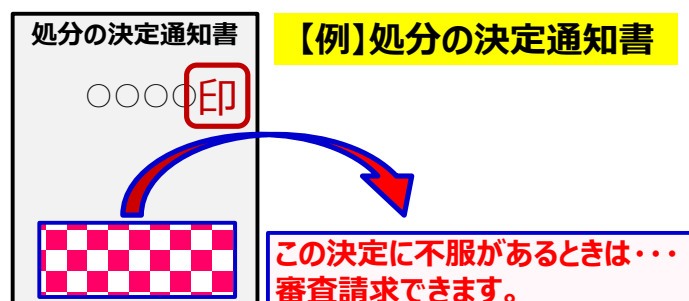 処分の決定通知書
【例】処分の決定通知書
○○○○印
この決定に不服があるときは・・・
審査請求できます。